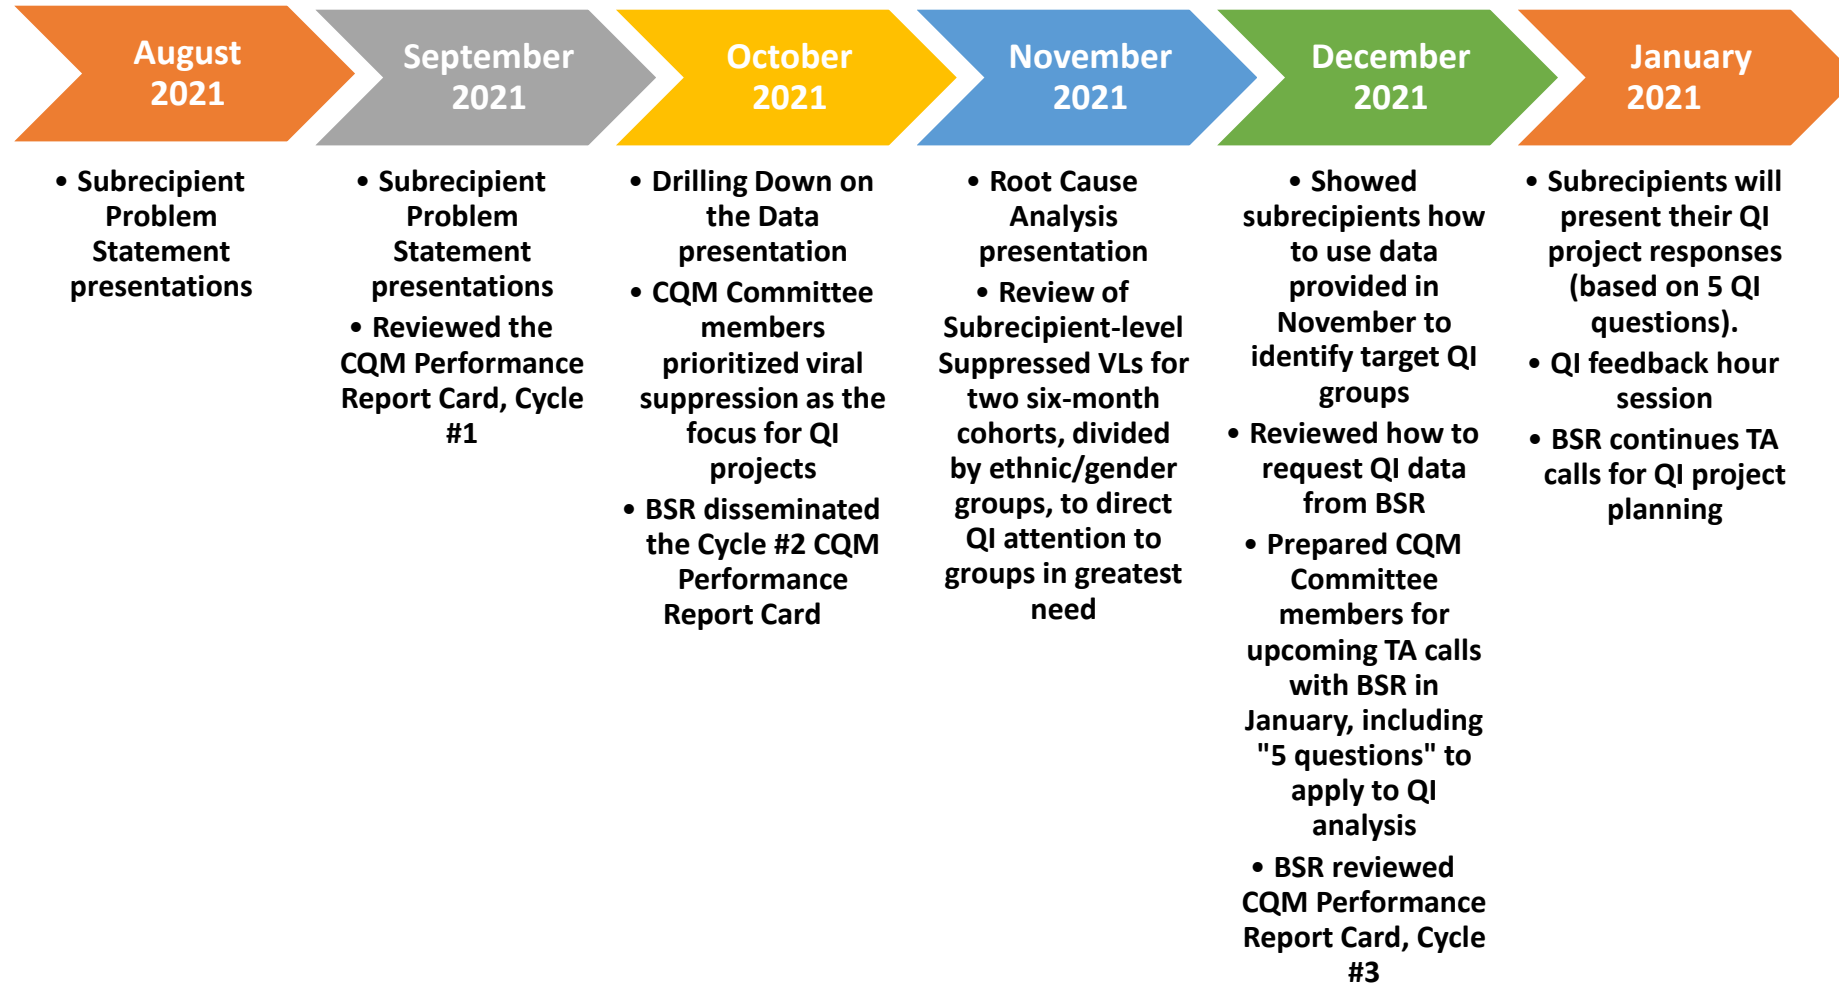 August
2021
• Subrecipient
Problem
Statement
presentations
September
2021
• Subrecipient
Problem
Statement
presentations
• Reviewed the
CQM Performance
Report Card, Cycle
#1
October
2021
• Drilling Down on
the Data
presentation
• CQM Committee
members
prioritized viral
suppression as the
focus for QI
projects
• BSR disseminated
the Cycle #2 CQM
Performance
Report Card
November
2021
• Root Cause
Analysis
presentation
• Review of
Subrecipient-level
Suppressed VLs for
two six-month
cohorts, divided
by ethnic/gender
groups, to direct
QI attention to
groups in greatest
need
December
2021
• Showed
subrecipients how
to use data
provided in
November to
identify target QI
groups
• Reviewed how to
request QI data
from BSR
• Prepared CQM
Committee
members for
upcoming TA calls
with BSR in
January, including
"5 questions" to
apply to QI
analysis
• BSR reviewed
CQM Performance
Report Card, Cycle
#3
January
2021
• Subrecipients will
present their QI
project responses
(based on 5 QI
questions).
• QI feedback hour
session
• BSR continues TA
calls for QI project
planning